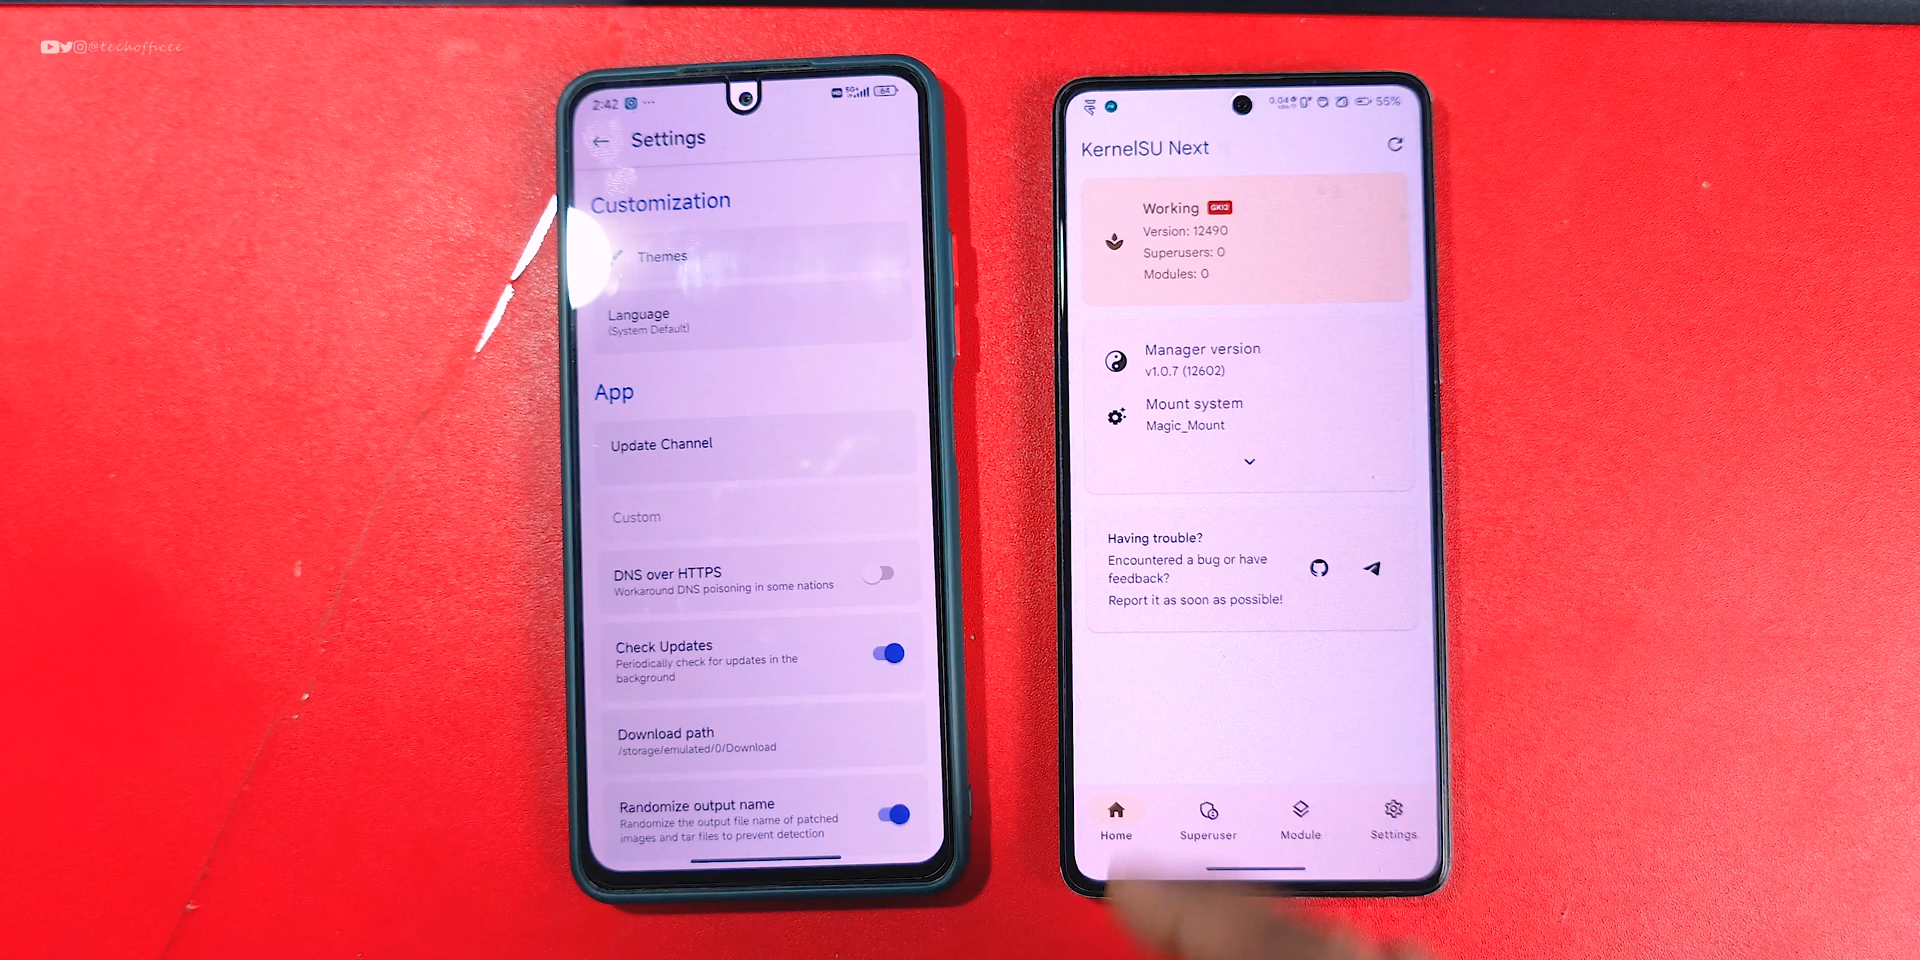 @techofficee
2:42
5G+
64
Settings
Customization
Themes
Language
(System Default)
App
Update Channel
Custom
DNS over HTTPS
Workaround DNS poisoning in some nations
Check Updates
Periodically check for updates in the
background
Download path
/storage/emulated/0/Download
Randomize output name
Randomize the output file name of patched
images and tar files to prevent detection
0.04
55%
KernelSU Next
Working GKI2
Version: 12490
Superusers: 0
Modules: 0
Manager version
v1.0.7 (12602)
Mount system
Magic_Mount
Having trouble?
Encountered a bug or have
feedback?
Report it as soon as possible!
Home
Superuser
Module
Settings